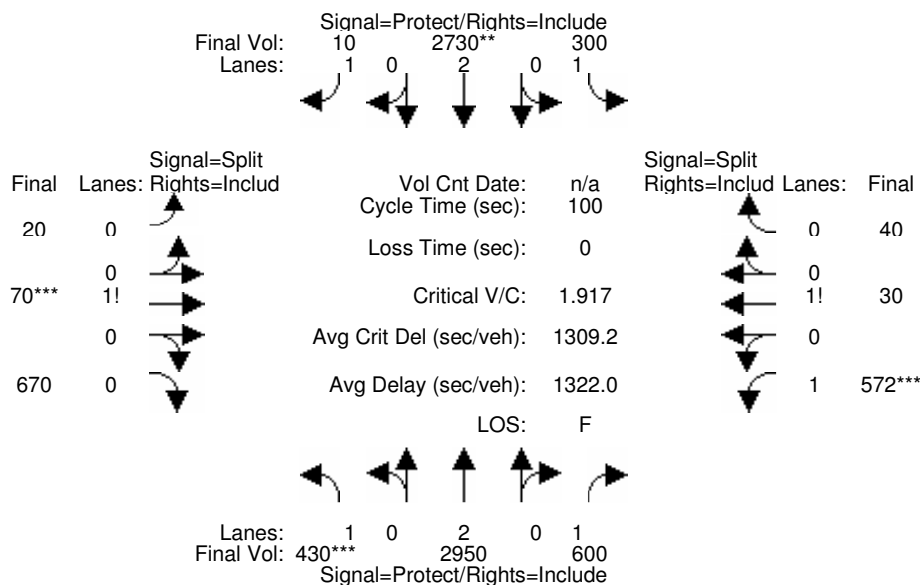 Signal=Protect/Rights=Include
Final Vol: 10 2730** 300
Lanes: 1 0 2 0 1
Signal=Split Signal=Split
Final Lanes: Rights=Includ Vol Cnt Date: n/a Rights=Includ Lanes: Final
Cycle Time (sec): 100
20 0 0 40
Loss Time (sec): 0
0 0
70*** 1! Critical V/C: 1.917 1! 30
0 Avg Crit Del (sec/veh): 1309.2 0
670 0 Avg Delay (sec/veh): 1322.0 1 572***
LOS: F
Lanes: 1 0 2 0 1
Final Vol: 430*** 2950 600
Signal=Protect/Rights=Include